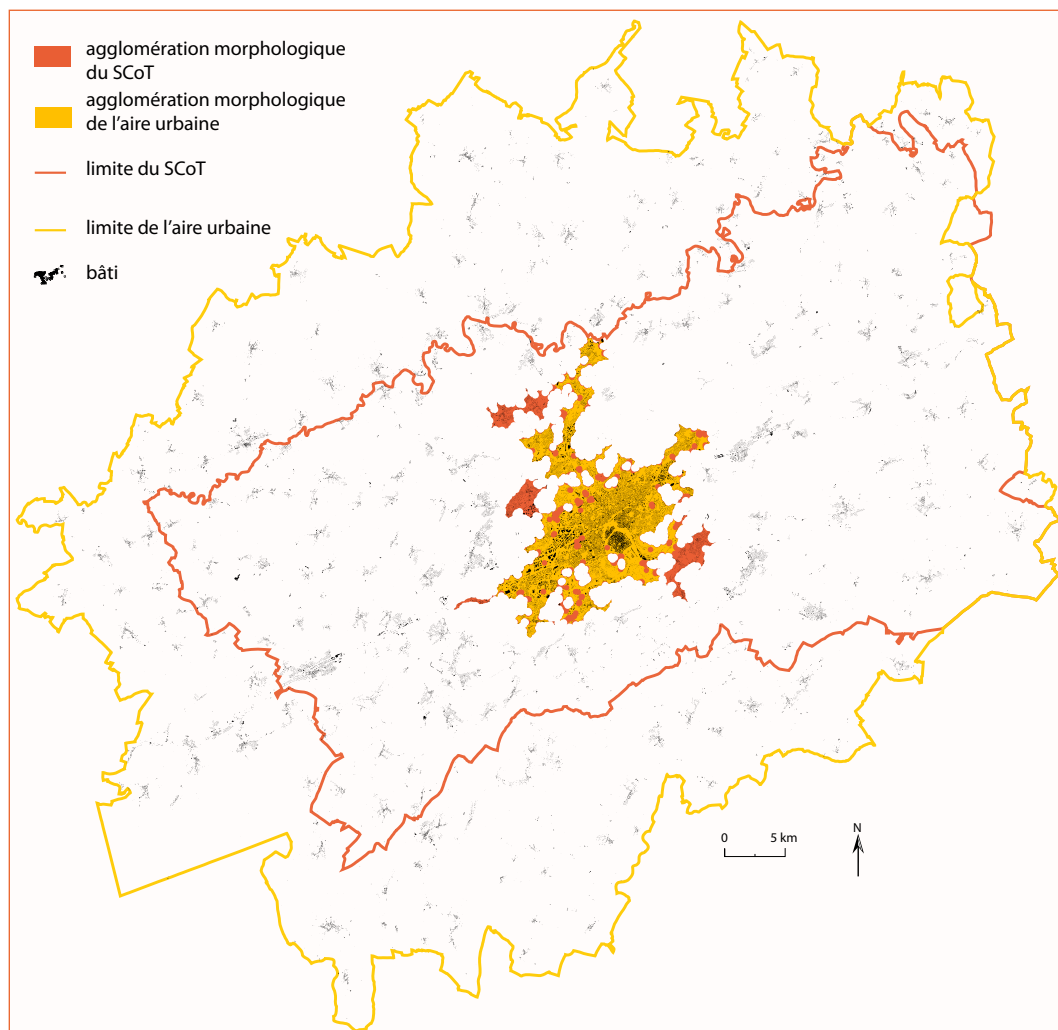 agglomération morphologique
du SCoT
agglomération morphologique
de l'aire urbaine
limite du SCoT
limite de l'aire urbaine
bâti
0 5 km
N